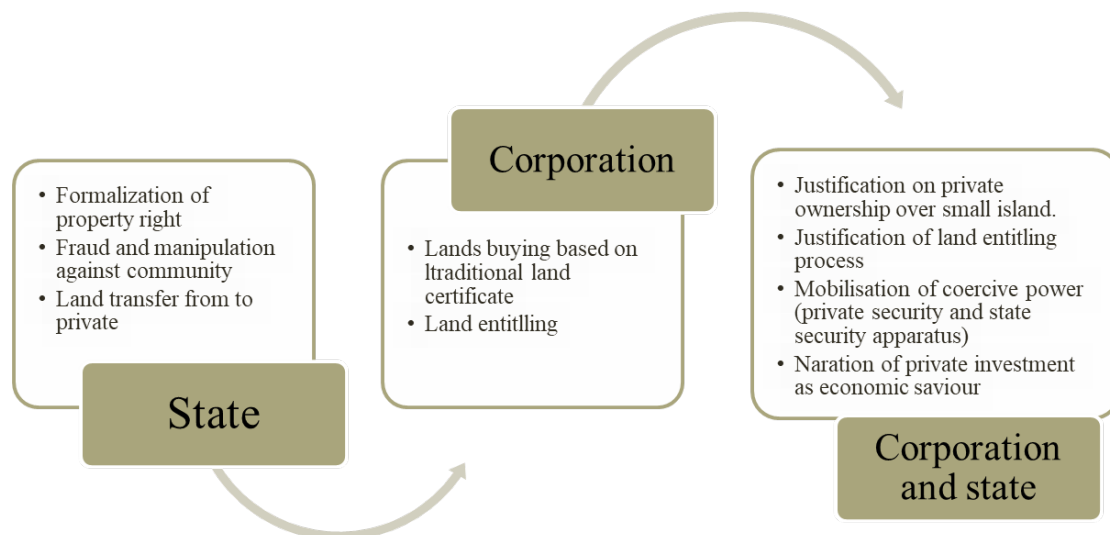 • Formalization of
property right
• Fraud and manipulation
against community
• Land transfer from to
private
State
Corporation
• Lands buying based on
ltraditional land
certificate
• Land entitlling
• Justification on private
ownership over small island.
• Justification of land entitling
process
• Mobilisation of coercive power
(private security and state
security apparatus)
• Naration of private investment
as economic saviour
Corporation
and state